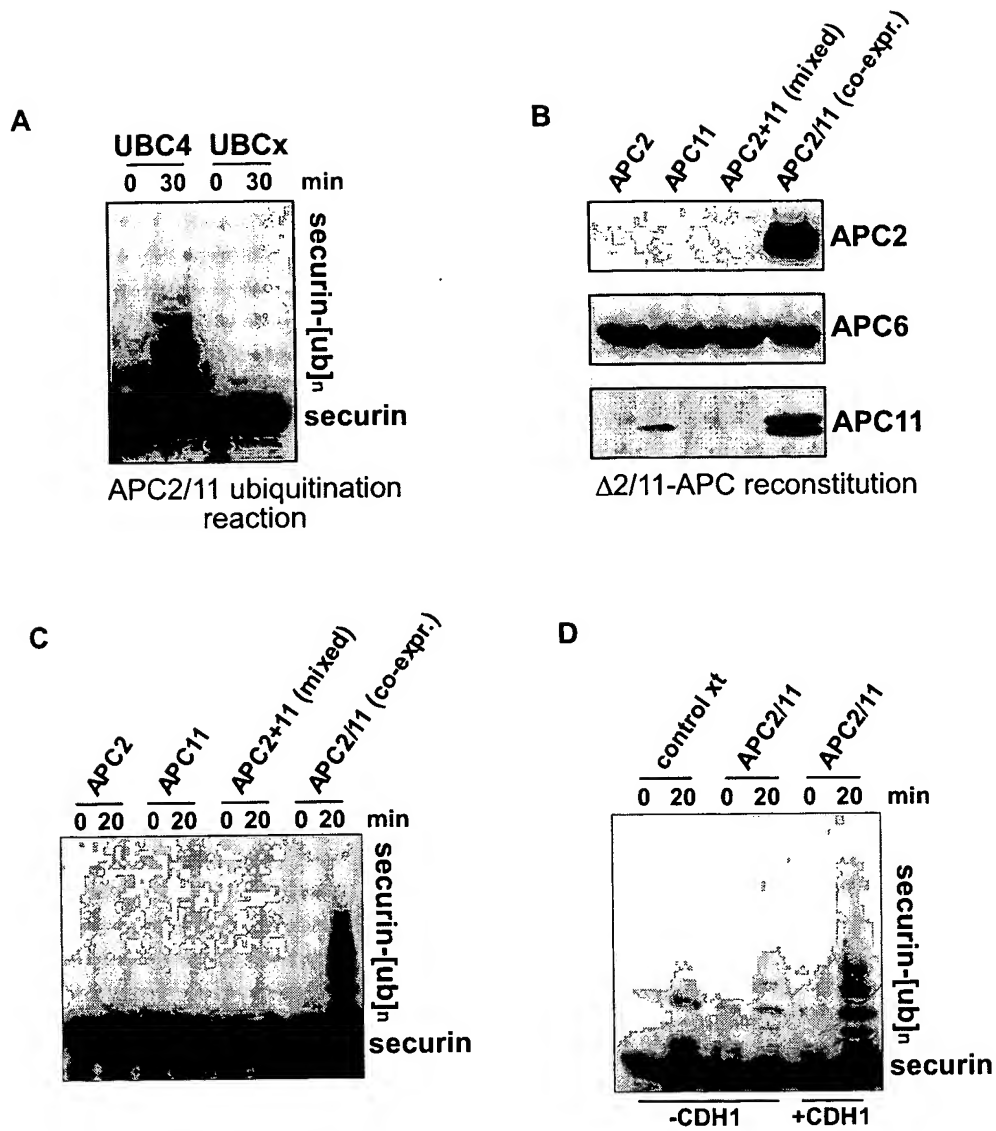 A
UBC4 UBCx
0 30 0 30 min
securin-[ub]n
securin
APC2/11 ubiquitination
reaction
B
APC2
APC11
APC2+11 (mixed)
APC2/11 (co-expr.)
APC2
APC6
APC11
Δ2/11-APC reconstitution
C
APC2
APC11
APC2+11 (mixed)
APC2/11 (co-expr.)
0 20 0 20 0 20 0 20 min
securin-[ub]n
securin
D
control xt
APC2/11
APC2/11
0 20 0 20 0 20 min
securin-[ub]n
securin
-CDH1 +CDH1